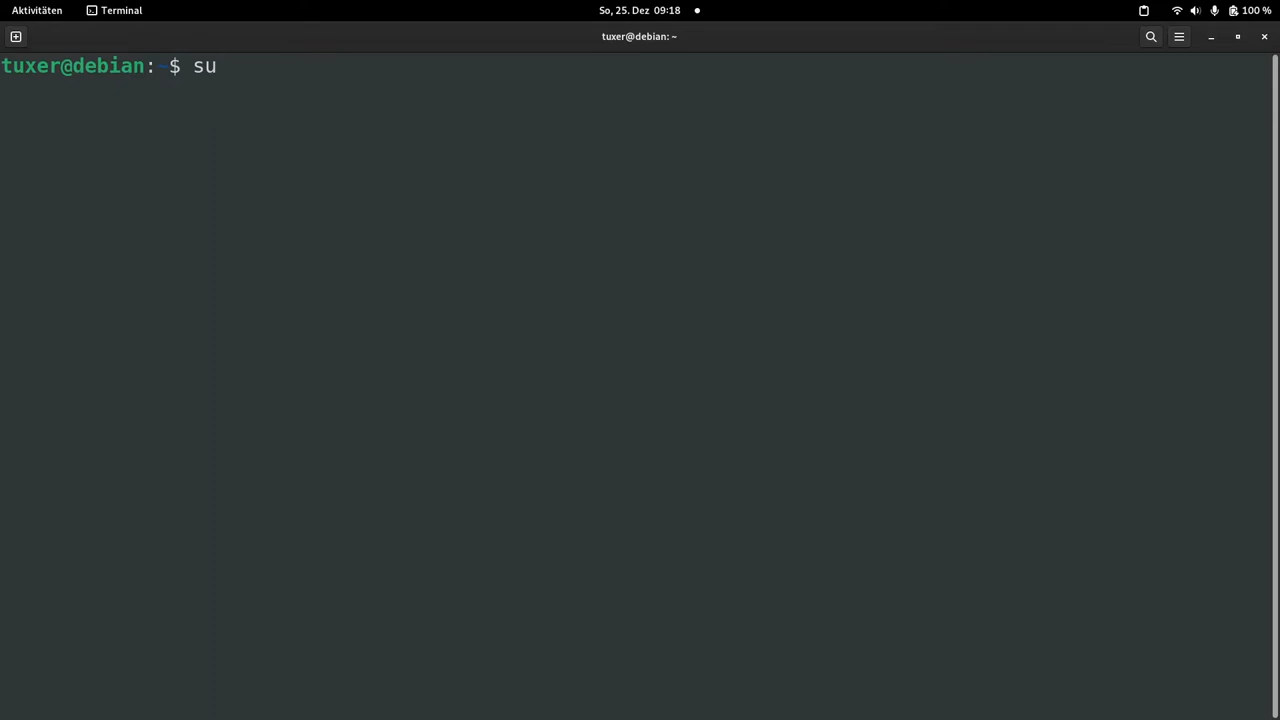 Aktivitäten Terminal So, 25. Dez 09:18 100 %
tuxer@debian: ~
tuxer@debian:~$ su